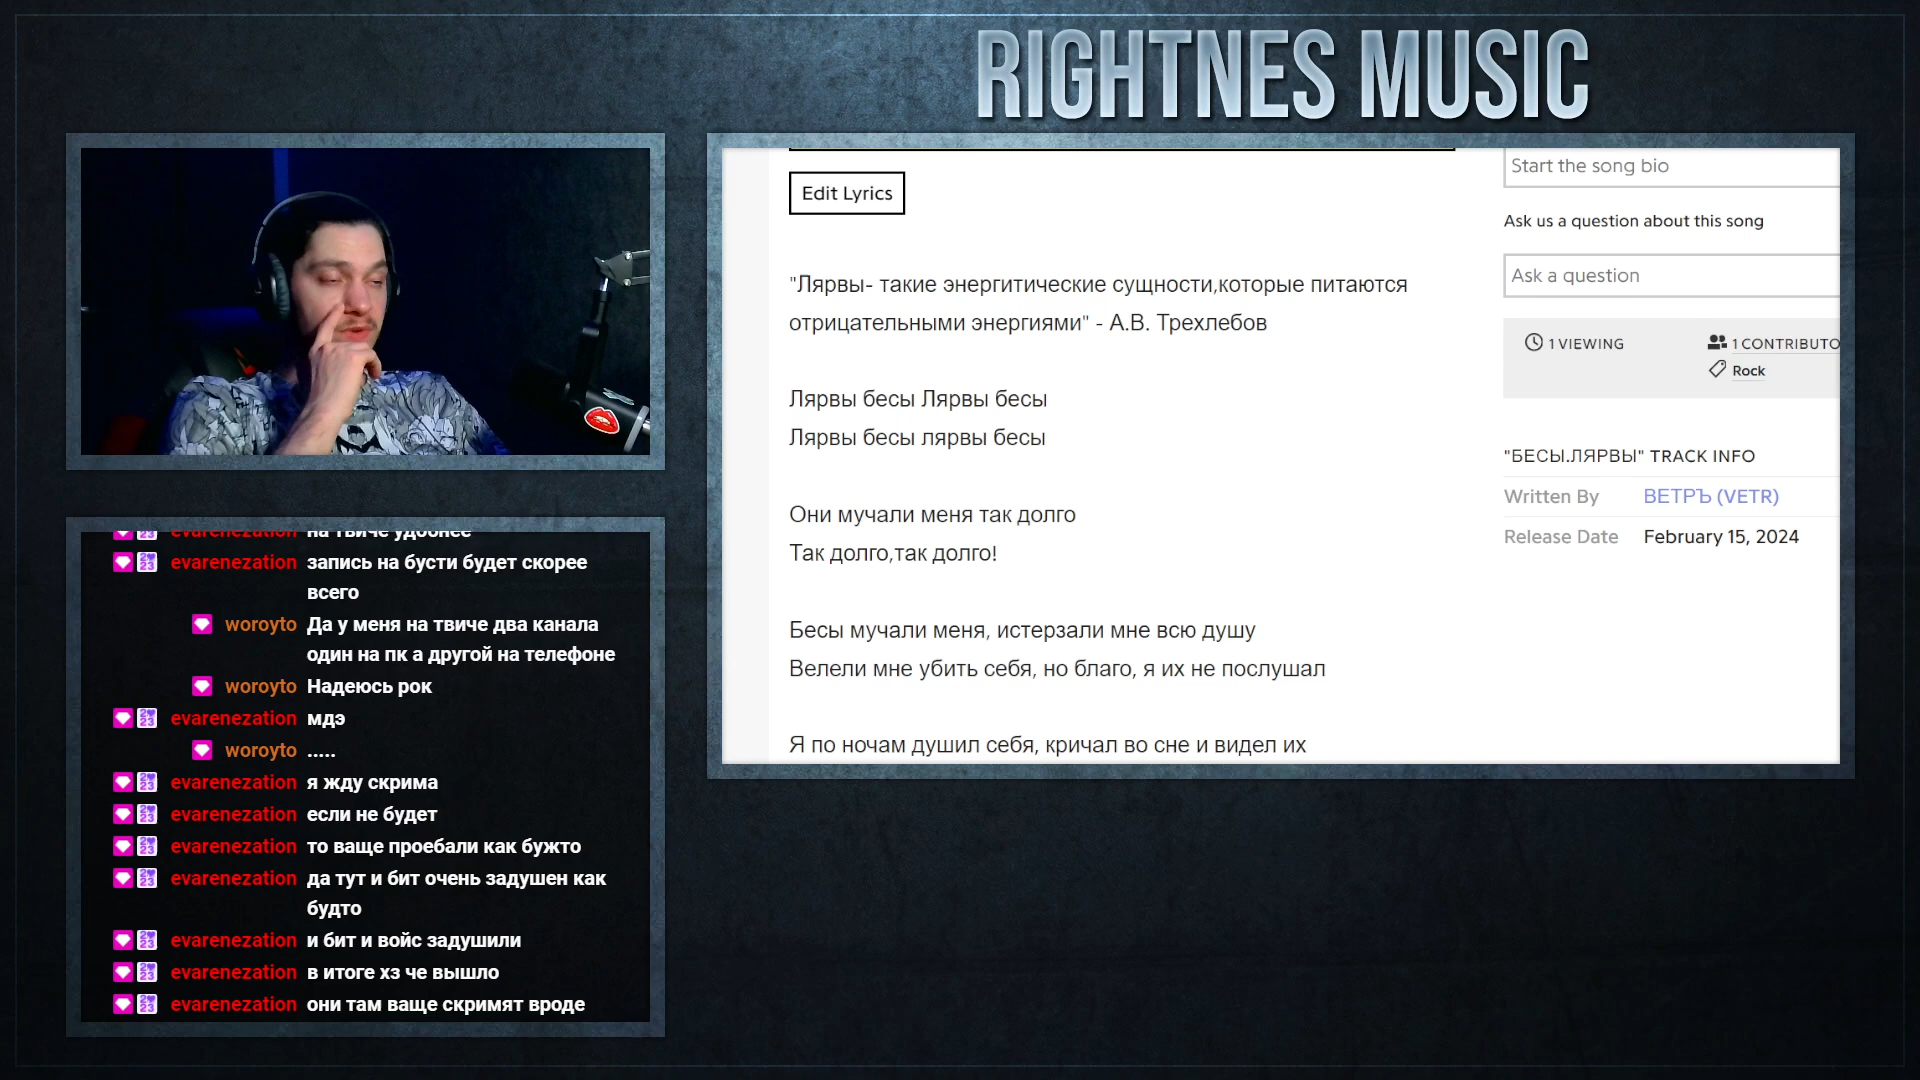 RIGHTNES MUSIC
Edit Lyrics
"Лярвы- такие энергитические сущности,которые питаются
отрицательными энергиями" - А.В. Трехлебов
Лярвы бесы Лярвы бесы
Лярвы бесы лярвы бесы
Они мучали меня так долго
Так долго,так долго!
Бесы мучали меня, истерзали мне всю душу
Велели мне убить себя, но благо, я их не послушал
Я по ночам душил себя, кричал во сне и видел их
Start the song bio
Ask us a question about this song
Ask a question
1 VIEWING
1 CONTRIBUTO
Rock
"БЕСЫ.ЛЯРВЫ" TRACK INFO
Written By ВЕТРЪ (VETR)
Release Date February 15, 2024
evarenezation на твиче удобнее
evarenezation запись на бусти будет скорее
всего
woroyto Да у меня на твиче два канала
один на пк а другой на телефоне
woroyto Надеюсь рок
evarenezation мдэ
woroyto .....
evarenezation я жду скрима
evarenezation если не будет
evarenezation то ваще проебали как бужто
evarenezation да тут и бит очень задушен как
будто
evarenezation и бит и войс задушили
evarenezation в итоге хз че вышло
evarenezation они там ваще скримят вроде